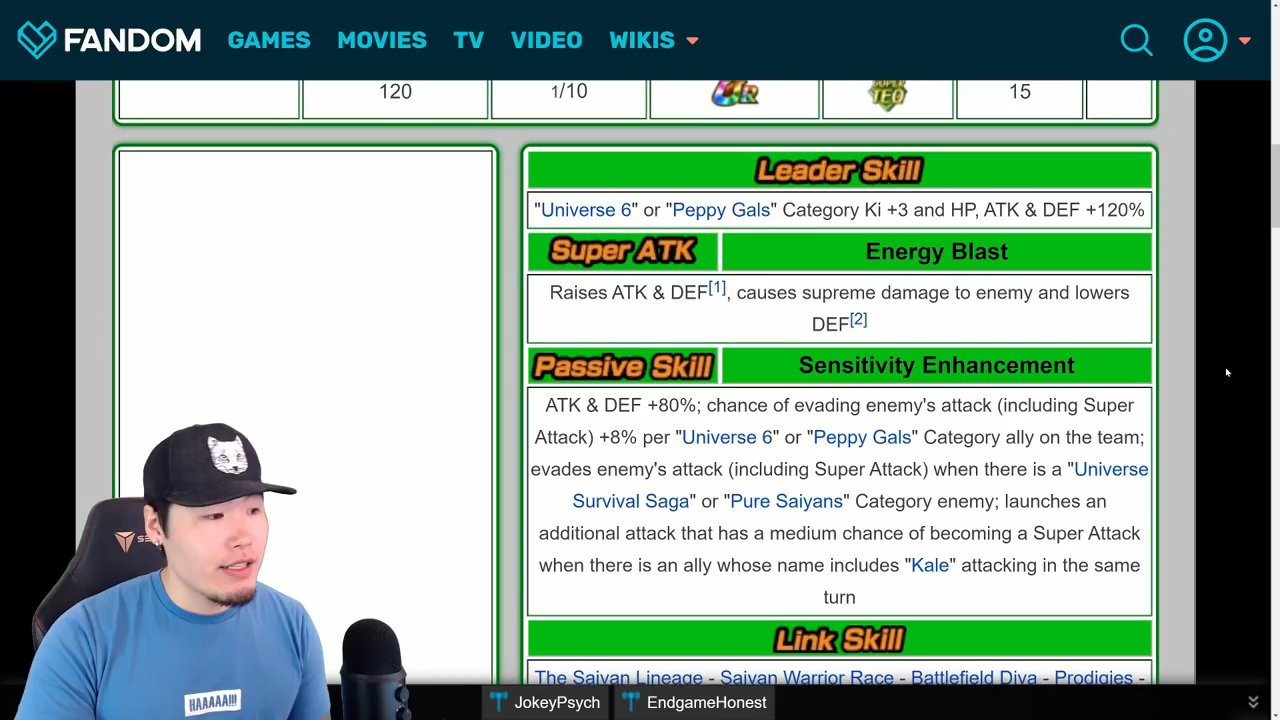 FANDOM GAMES MOVIES TV VIDEO WIKIS
120 1/10 UR SUPER TEQ 15
Leader Skill
"Universe 6" or "Peppy Gals" Category Ki +3 and HP, ATK & DEF +120%
Super ATK Energy Blast
Raises ATK & DEF[1], causes supreme damage to enemy and lowers
DEF[2]
Passive Skill Sensitivity Enhancement
ATK & DEF +80%; chance of evading enemy's attack (including Super
Attack) +8% per "Universe 6" or "Peppy Gals" Category ally on the team;
evades enemy's attack (including Super Attack) when there is a "Universe
Survival Saga" or "Pure Saiyans" Category enemy; launches an
additional attack that has a medium chance of becoming a Super Attack
when there is an ally whose name includes "Kale" attacking in the same
turn
Link Skill
The Saiyan Lineage - Saiyan Warrior Race - Battlefield Diva - Prodigies -
HAAAAA!!!
JokeyPsych EndgameHonest